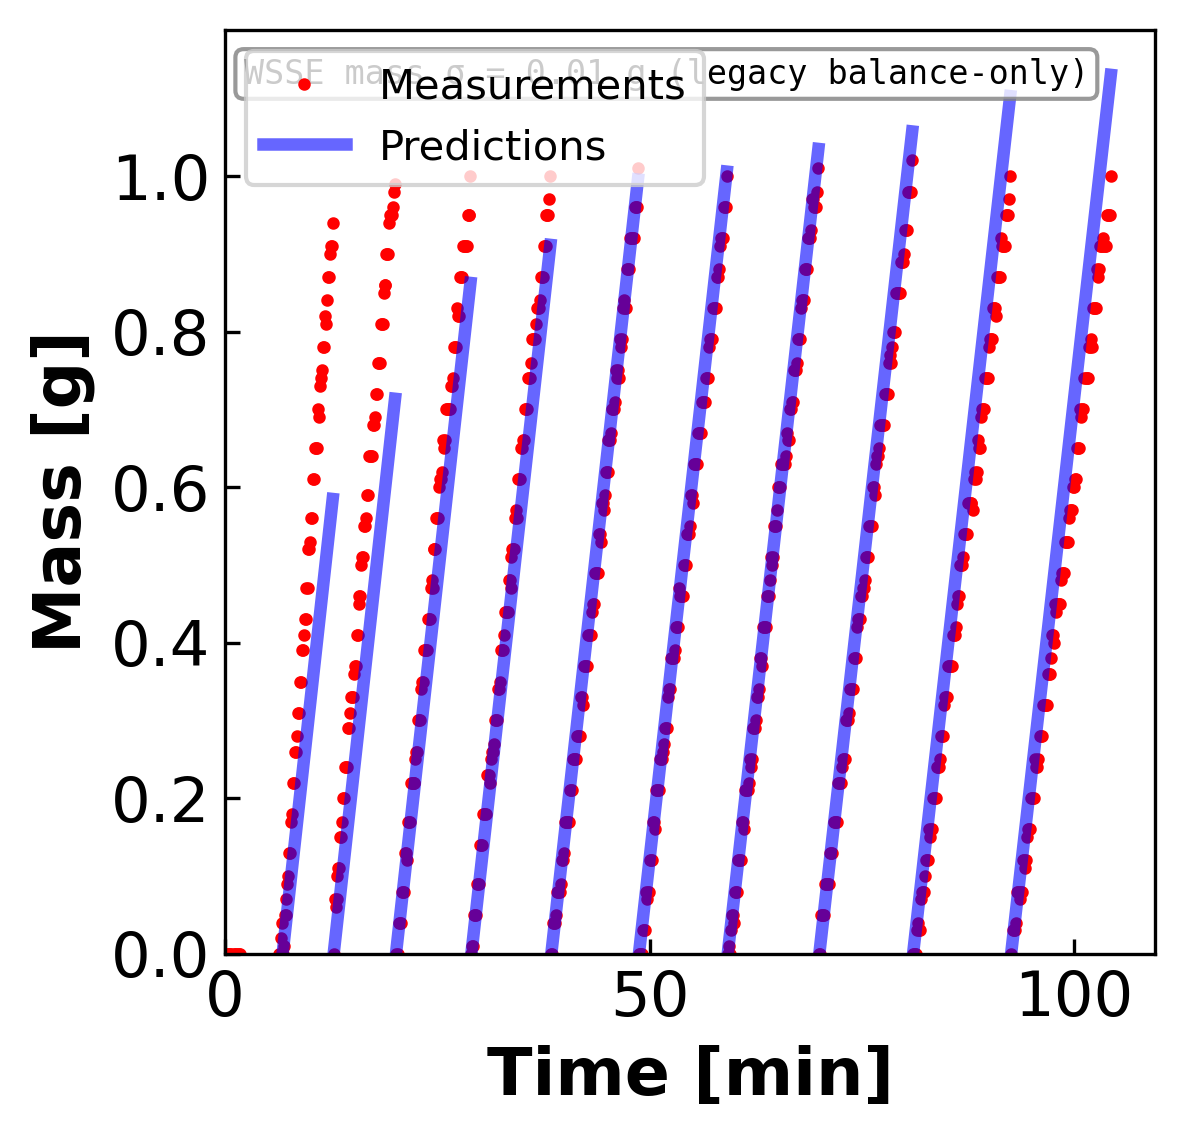 WSSE mass σ = 0.01 g (legacy balance-only)
Measurements
Predictions
1.0
0.8
0.6
0.4
0.2
0.0
0
50
100
Mass [g]
Time [min]